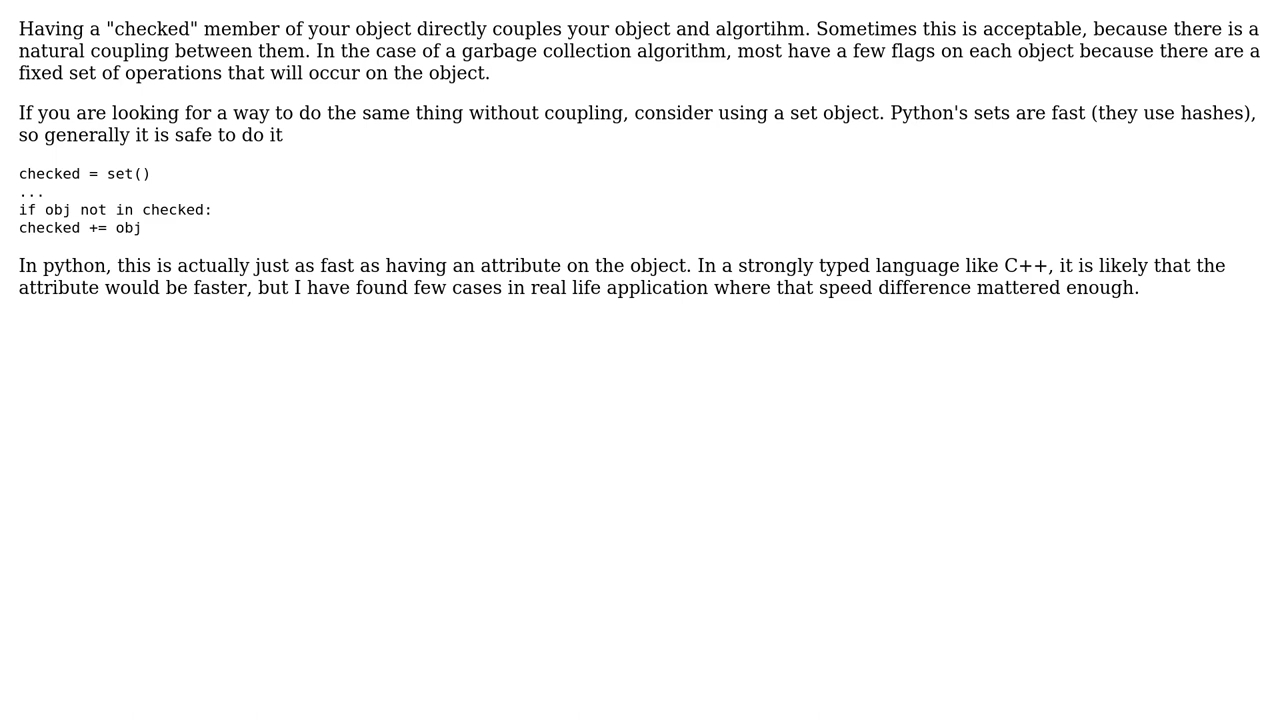 Having a "checked" member of your object directly couples your object and algortihm. Sometimes this is acceptable, because there is a
natural coupling between them. In the case of a garbage collection algorithm, most have a few flags on each object because there are a
fixed set of operations that will occur on the object.
If you are looking for a way to do the same thing without coupling, consider using a set object. Python's sets are fast (they use hashes),
so generally it is safe to do it
checked = set()
...
if obj not in checked:
checked += obj
In python, this is actually just as fast as having an attribute on the object. In a strongly typed language like C++, it is likely that the
attribute would be faster, but I have found few cases in real life application where that speed difference mattered enough.